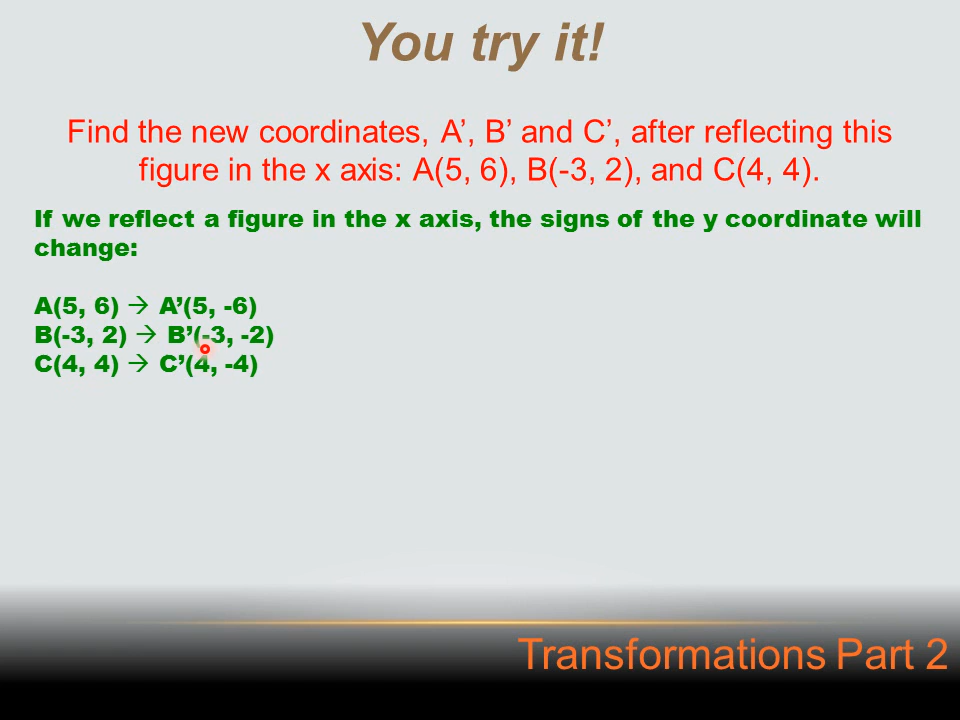 You try it!
Find the new coordinates, A’, B’ and C’, after reflecting this
figure in the x axis: A(5, 6), B(-3, 2), and C(4, 4).
If we reflect a figure in the x axis, the signs of the y coordinate will
change:
A(5, 6) → A’(5, -6)
B(-3, 2) → B’(-3, -2)
C(4, 4) → C’(4, -4)
Transformations Part 2